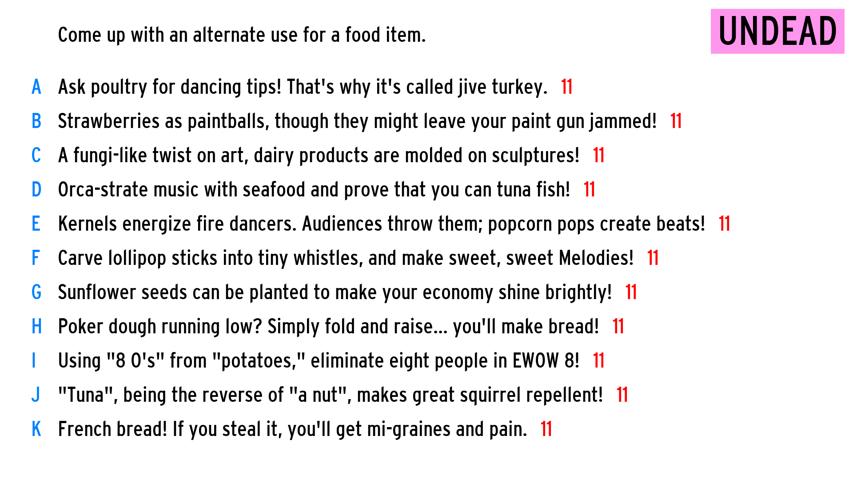 Come up with an alternate use for a food item.
UNDEAD
A Ask poultry for dancing tips! That's why it's called jive turkey. 11
B Strawberries as paintballs, though they might leave your paint gun jammed! 11
C A fungi-like twist on art, dairy products are molded on sculptures! 11
D Orca-strate music with seafood and prove that you can tuna fish! 11
E Kernels energize fire dancers. Audiences throw them; popcorn pops create beats! 11
F Carve lollipop sticks into tiny whistles, and make sweet, sweet Melodies! 11
G Sunflower seeds can be planted to make your economy shine brightly! 11
H Poker dough running low? Simply fold and raise... you'll make bread! 11
I Using "8 O's" from "potatoes," eliminate eight people in EWOW 8! 11
J "Tuna", being the reverse of "a nut", makes great squirrel repellent! 11
K French bread! If you steal it, you'll get mi-graines and pain. 11